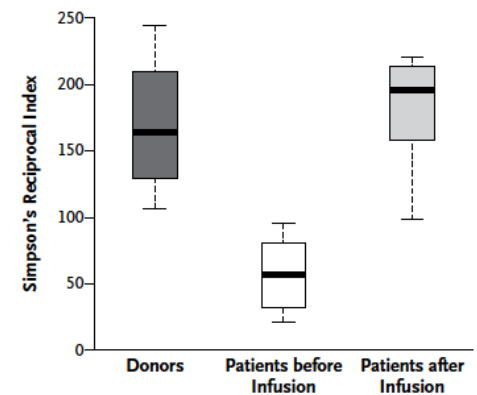 Simpson's Reciprocal Index
250
200
150
100
50
0
Donors
Patients before
Infusion
Patients after
Infusion